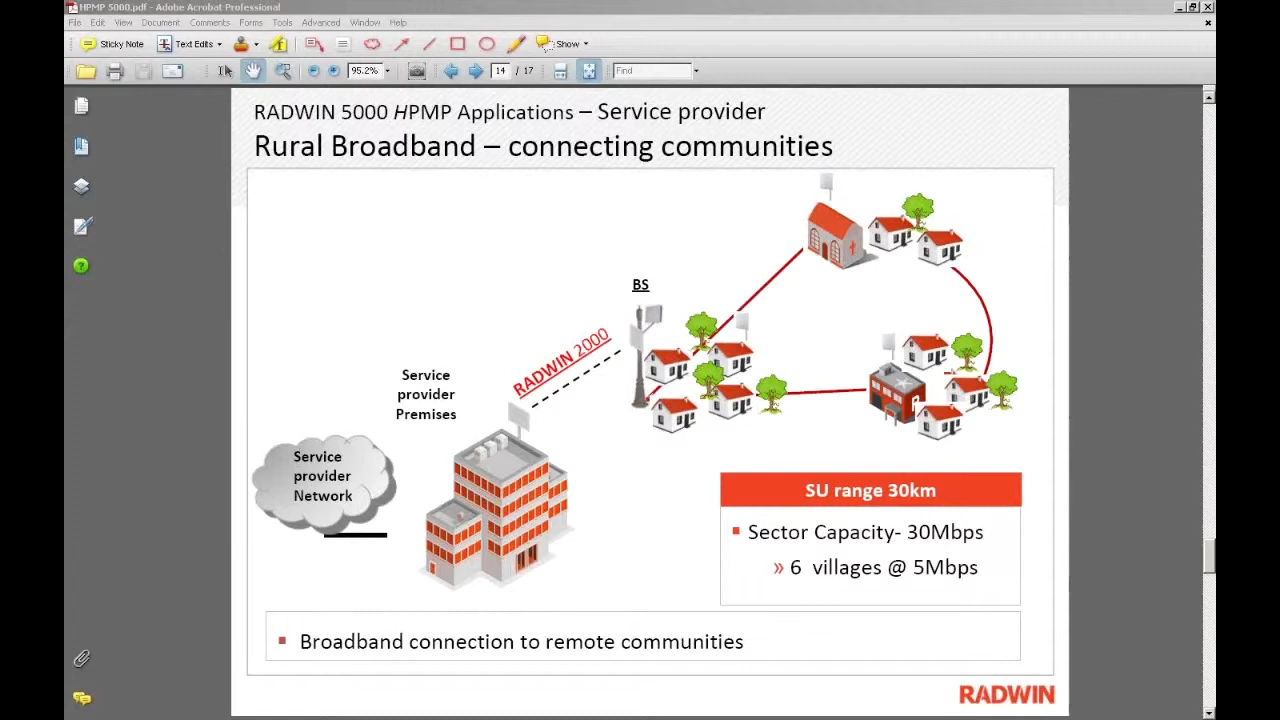 HPMP 5000.pdf - Adobe Acrobat Professional
File Edit View Document Comments Forms Tools Advanced Window Help
Sticky Note Text Edits Show
95.2% 14 / 17 Find
RADWIN 5000 HPMP Applications – Service provider
Rural Broadband – connecting communities
BS
RADWIN 2000
Service
provider
Premises
Service
provider
Network
SU range 30km
Sector Capacity- 30Mbps
» 6 villages @ 5Mbps
Broadband connection to remote communities
RADWIN